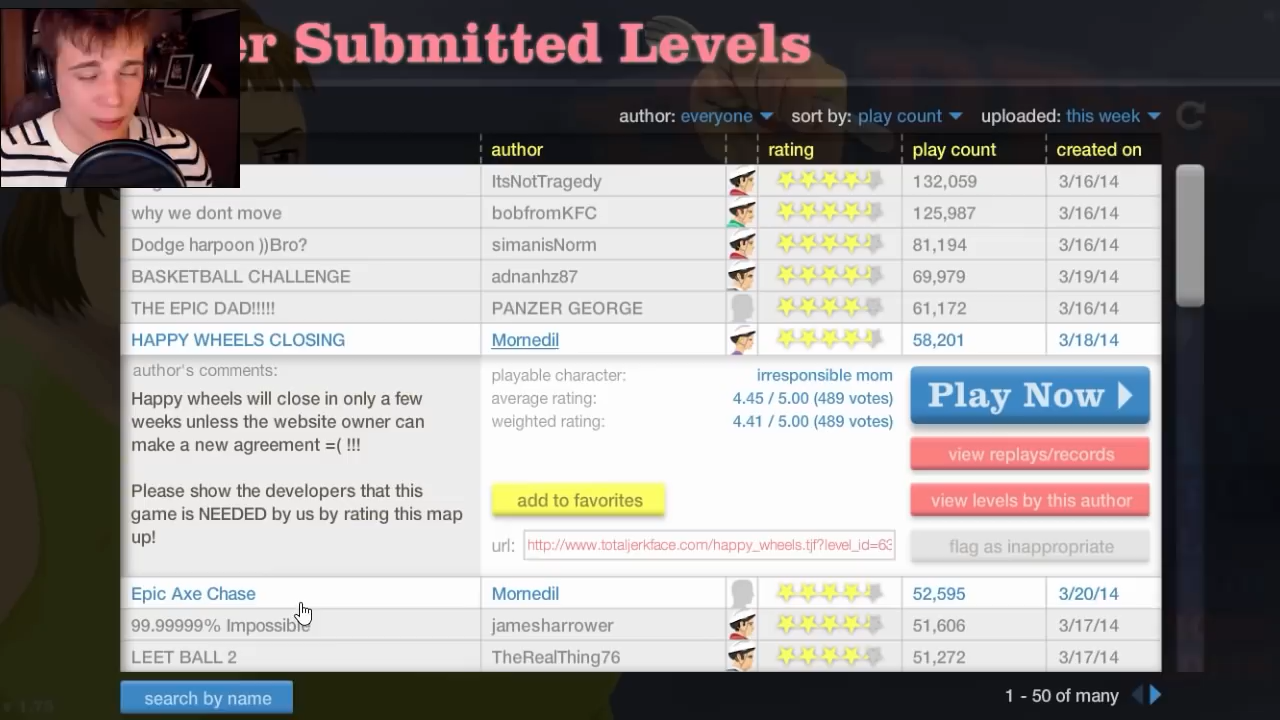 er Submitted Levels
author: everyone sort by: play count uploaded: this week
author rating play count created on
ItsNotTragedy 132,059 3/16/14
why we dont move bobfromKFC 125,987 3/16/14
Dodge harpoon ))Bro? simanisNorm 81,194 3/16/14
BASKETBALL CHALLENGE adnanhz87 69,979 3/19/14
THE EPIC DAD!!!!! PANZER GEORGE 61,172 3/16/14
HAPPY WHEELS CLOSING Momedil 58,201 3/18/14
author's comments:
Happy wheels will close in only a few
weeks unless the website owner can
make a new agreement =( !!!
Please show the developers that this
game is NEEDED by us by rating this map
up!
playable character: irresponsible mom
average rating: 4.45 / 5.00 (489 votes)
weighted rating: 4.41 / 5.00 (489 votes)
add to favorites
url: http://www.totaljerkface.com/happy_wheels.tjf?level_id=63
Play Now
view replays/records
view levels by this author
flag as inappropriate
Epic Axe Chase Momedil 52,595 3/20/14
99.99999% Impossible jamesharrower 51,606 3/17/14
LEET BALL 2 TheRealThing76 51,272 3/17/14
search by name
1 - 50 of many